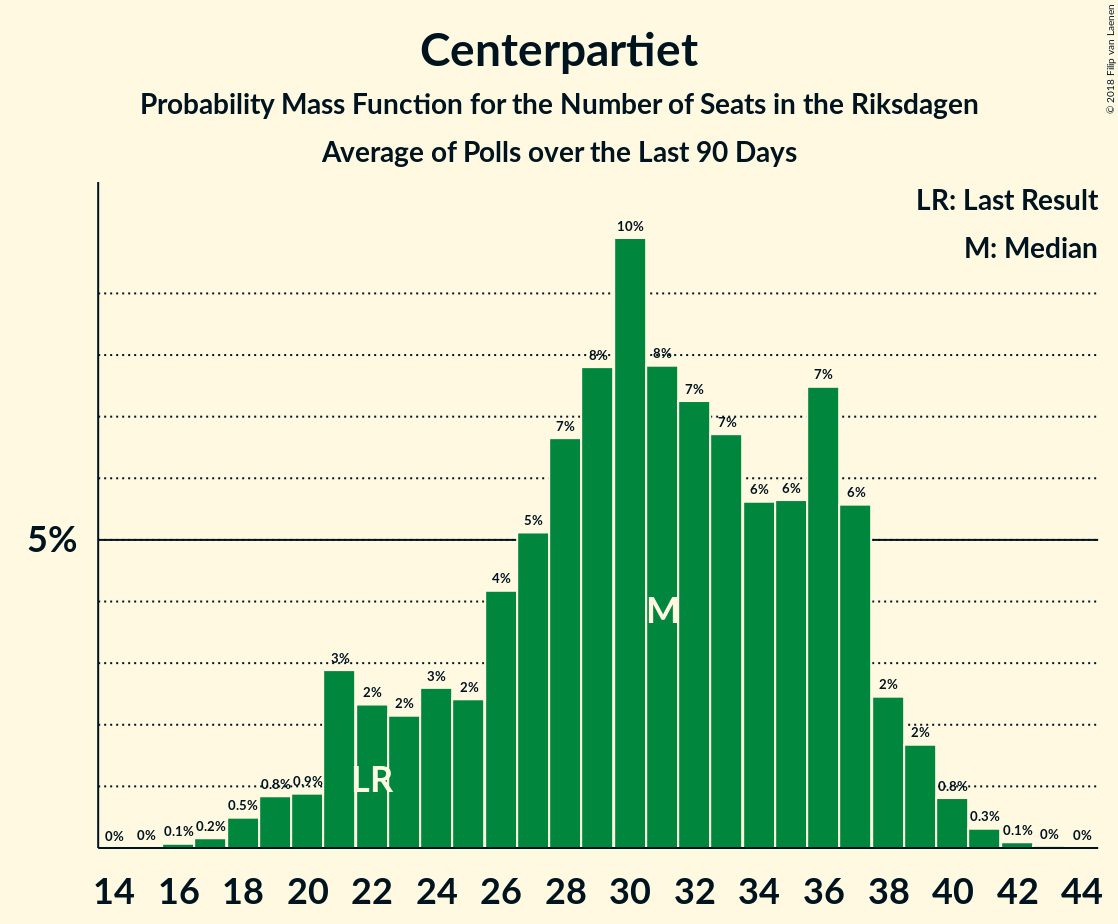 Centerpartiet
Probability Mass Function for the Number of Seats in the Riksdagen
Average of Polls over the Last 90 Days
© 2018 Filip van Laenen
LR: Last Result
M: Median
5%
0% 0% 0.1% 0.2% 0.5% 0.8% 0.9% 3% 2% 2% 3% 2% 4% 5% 7% 8% 10% 8% 7% 7% 6% 6% 7% 6% 2% 2% 0.8% 0.3% 0.1% 0% 0%
LR
M
14 16 18 20 22 24 26 28 30 32 34 36 38 40 42 44